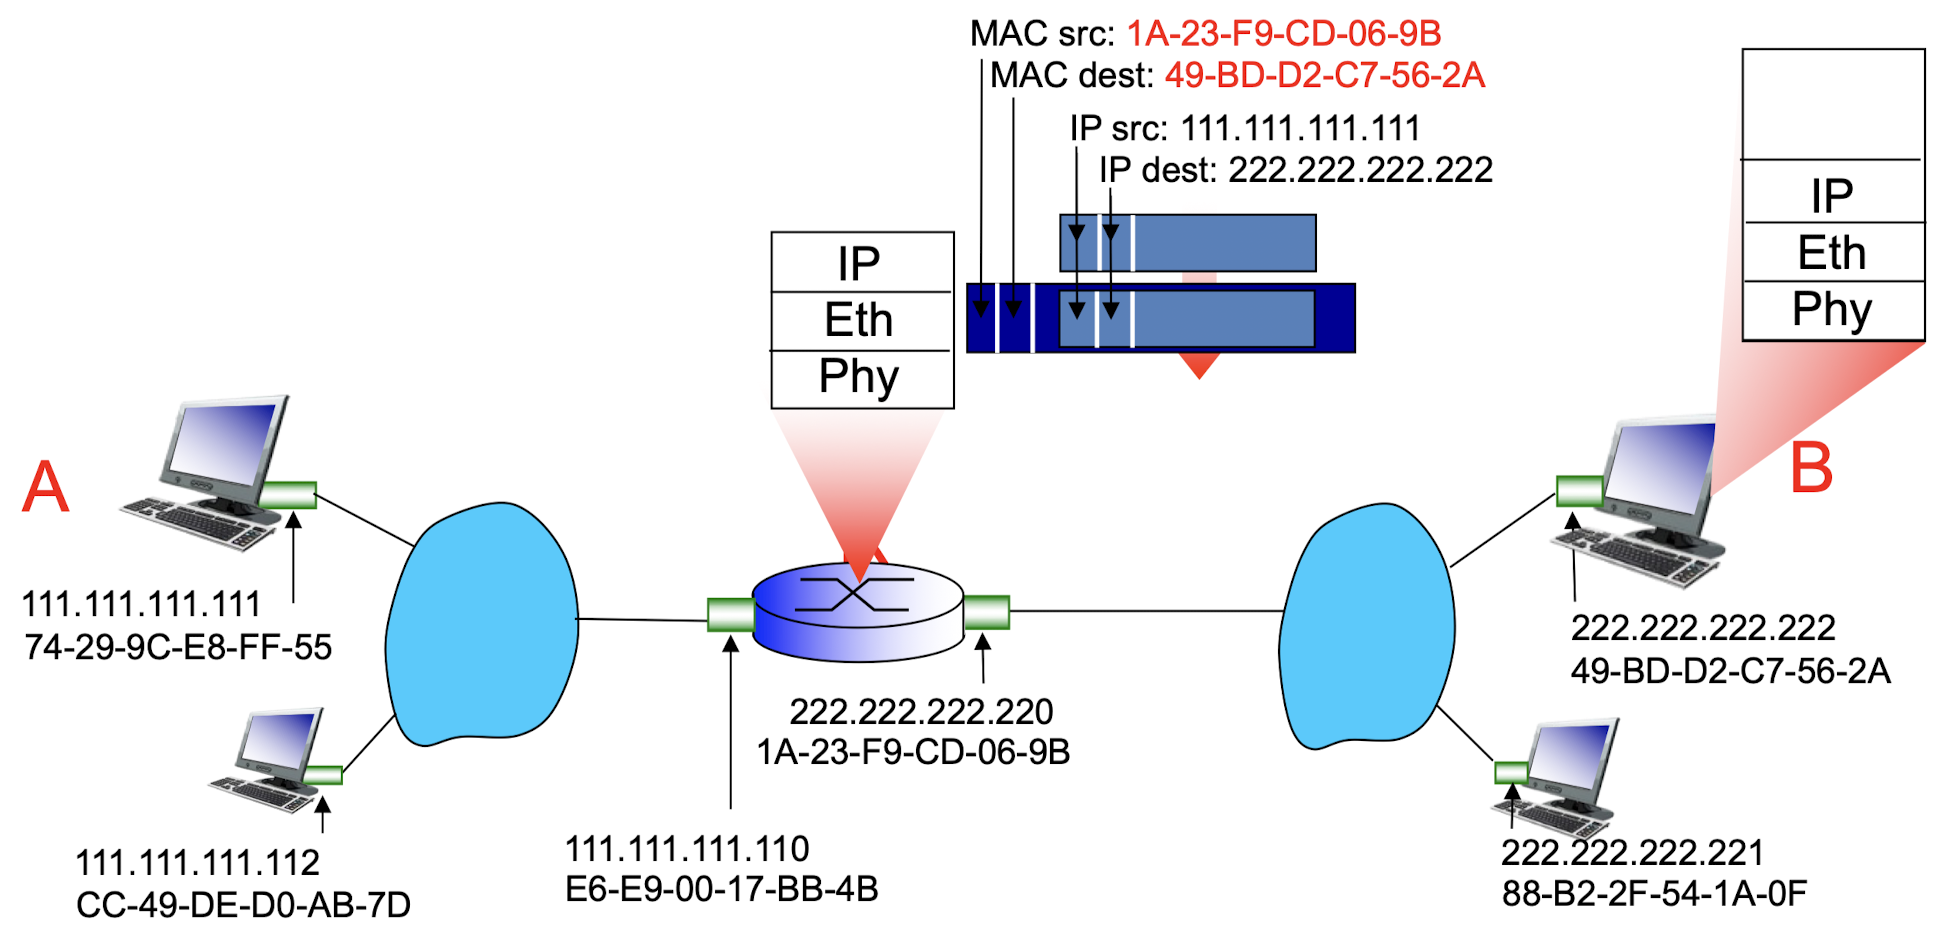 MAC src: 1A-23-F9-CD-06-9B
MAC dest: 49-BD-D2-C7-56-2A
IP src: 111.111.111.111
IP dest: 222.222.222.222
IP
Eth
Phy
IP
Eth
Phy
A
B
111.111.111.111
74-29-9C-E8-FF-55
222.222.222.222
49-BD-D2-C7-56-2A
222.222.222.220
1A-23-F9-CD-06-9B
111.111.111.112
CC-49-DE-D0-AB-7D
111.111.111.110
E6-E9-00-17-BB-4B
222.222.222.221
88-B2-2F-54-1A-0F